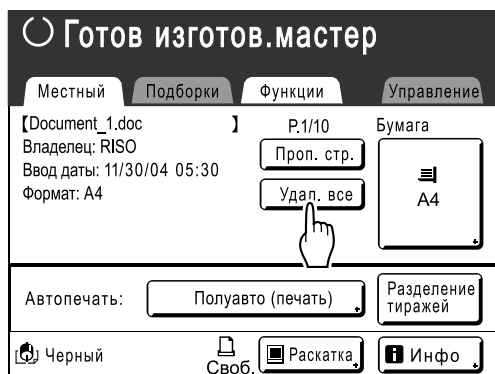 Готов изготов.мастер
Местный Подборки Функции Управление
【Document_1.doc 】 P.1/10 Бумага
Владелец: RISO Проп. стр.
Ввод даты: 11/30/04 05:30
Формат: A4 Удал. все A4
Автопечать: Полуавто (печать) Разделение
тиражей
Черный Своб. Раскатка Инфо